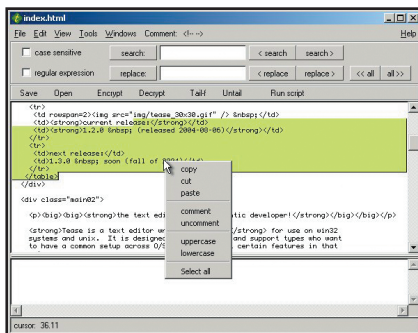 index.html
File Edit View Tools Windows Comment: <!-- --> Help
case sensitive search: < search search >
regular expression replace: < replace replace > << all all >>
Save Open Encrypt Decrypt Tail-f Untail Run script
<tr>
<td rowspan=2><img src="img/tease_30x30.gif" /> &nbsp;</td>
<td><strong>current release:</strong></td>
<td><strong>1.2.0 &nbsp; (released 2004-08-06)</strong></td>
</tr>
<tr>
<td>next release:</td>
<td>1.3.0 &nbsp; soon (fall of 2004)</td>
</tr>
</table>
</div>
<div class="main02">
<p><big><big><strong>the text edi tic developer!</strong></big></big></p>
<strong>Tease is a text editor wr /strong> for use on win32
systems and unix. It is designed and support types who want
to have a common setup across O/S certain features in that
copy
cut
paste
comment
uncomment
uppercase
lowercase
Select all
cursor: 36.11